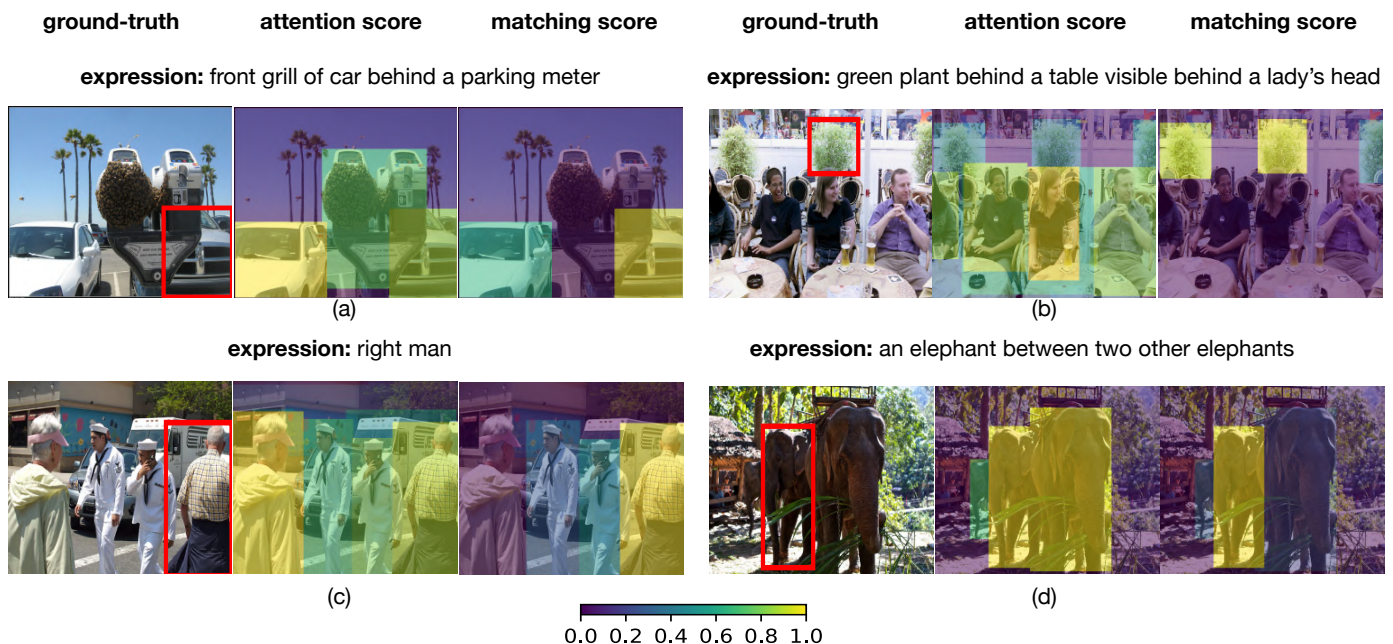 ground-truth attention score matching score ground-truth attention score matching score
expression: front grill of car behind a parking meter
expression: green plant behind a table visible behind a lady's head
(a)
(b)
expression: right man
expression: an elephant between two other elephants
(c)
(d)
0.0 0.2 0.4 0.6 0.8 1.0